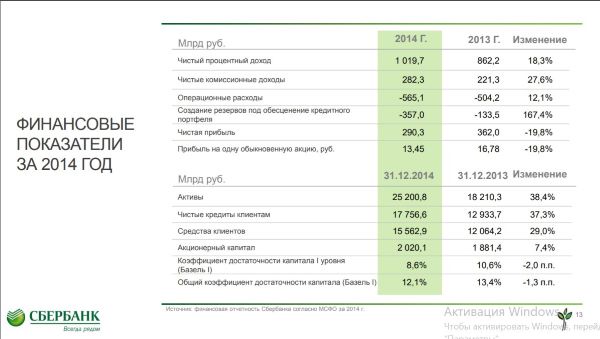 ФИНАНСОВЫЕ
ПОКАЗАТЕЛИ
ЗА 2014 ГОД
Млрд руб. 2014 Г. 2013 Г. Изменение
Чистый процентный доход 1 019,7 862,2 18,3%
Чистые комиссионные доходы 282,3 221,3 27,6%
Операционные расходы -565,1 -504,2 12,1%
Создание резервов под обесценение кредитного
портфеля -357,0 -133,5 167,4%
Чистая прибыль 290,3 362,0 -19,8%
Прибыль на одну обыкновенную акцию, руб. 13,45 16,78 -19,8%
Млрд руб. 31.12.2014 31.12.2013 Изменение
Активы 25 200,8 18 210,3 38,4%
Чистые кредиты клиентам 17 756,6 12 933,7 37,3%
Средства клиентов 15 562,9 12 064,2 29,0%
Акционерный капитал 2 020,1 1 881,4 7,4%
Коэффициент достаточности капитала I уровня
(Базель I) 8,6% 10,6% -2,0 п.п.
Общий коэффициент достаточности капитала (Базель I) 12,1% 13,4% -1,3 п.п.
Источник: финансовая отчетность Сбербанка согласно МСФО за 2014 г.
СБЕРБАНК
Всегда рядом
Активация Windows
13
Чтобы активировать Windows, перей
"Параметры".